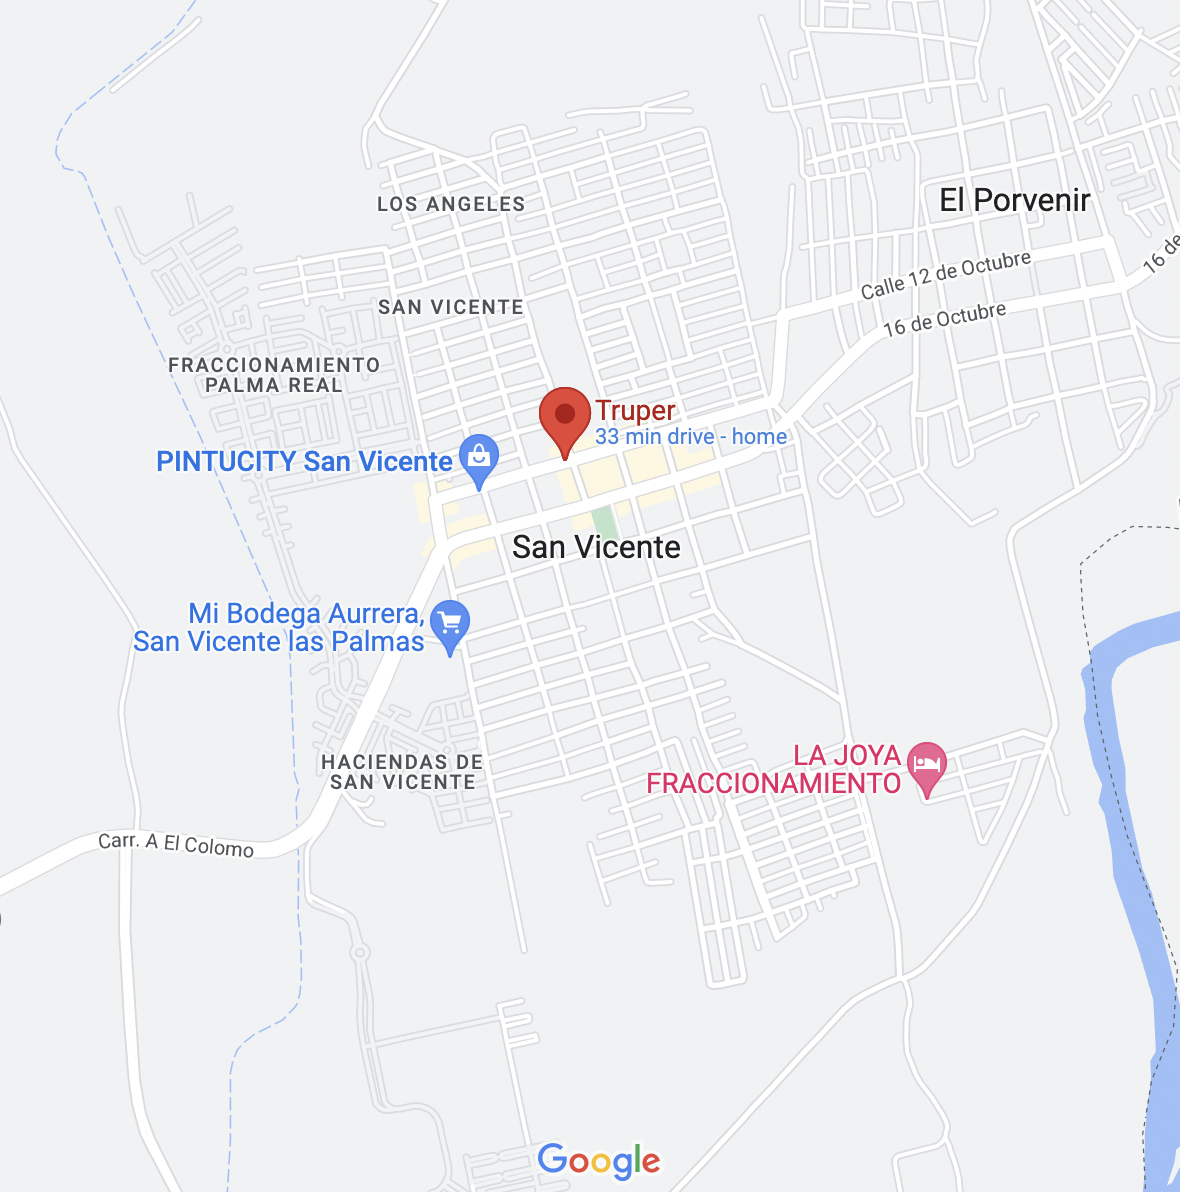 El Porvenir
LOS ANGELES
Calle 12 de Octubre
16 de
SAN VICENTE
16 de Octubre
FRACCIONAMIENTO
PALMA REAL
Truper
33 min drive - home
PINTUCITY San Vicente
San Vicente
Mi Bodega Aurrera,
San Vicente las Palmas
LA JOYA
FRACCIONAMIENTO
HACIENDAS DE
SAN VICENTE
Carr. A El Colomo
Google